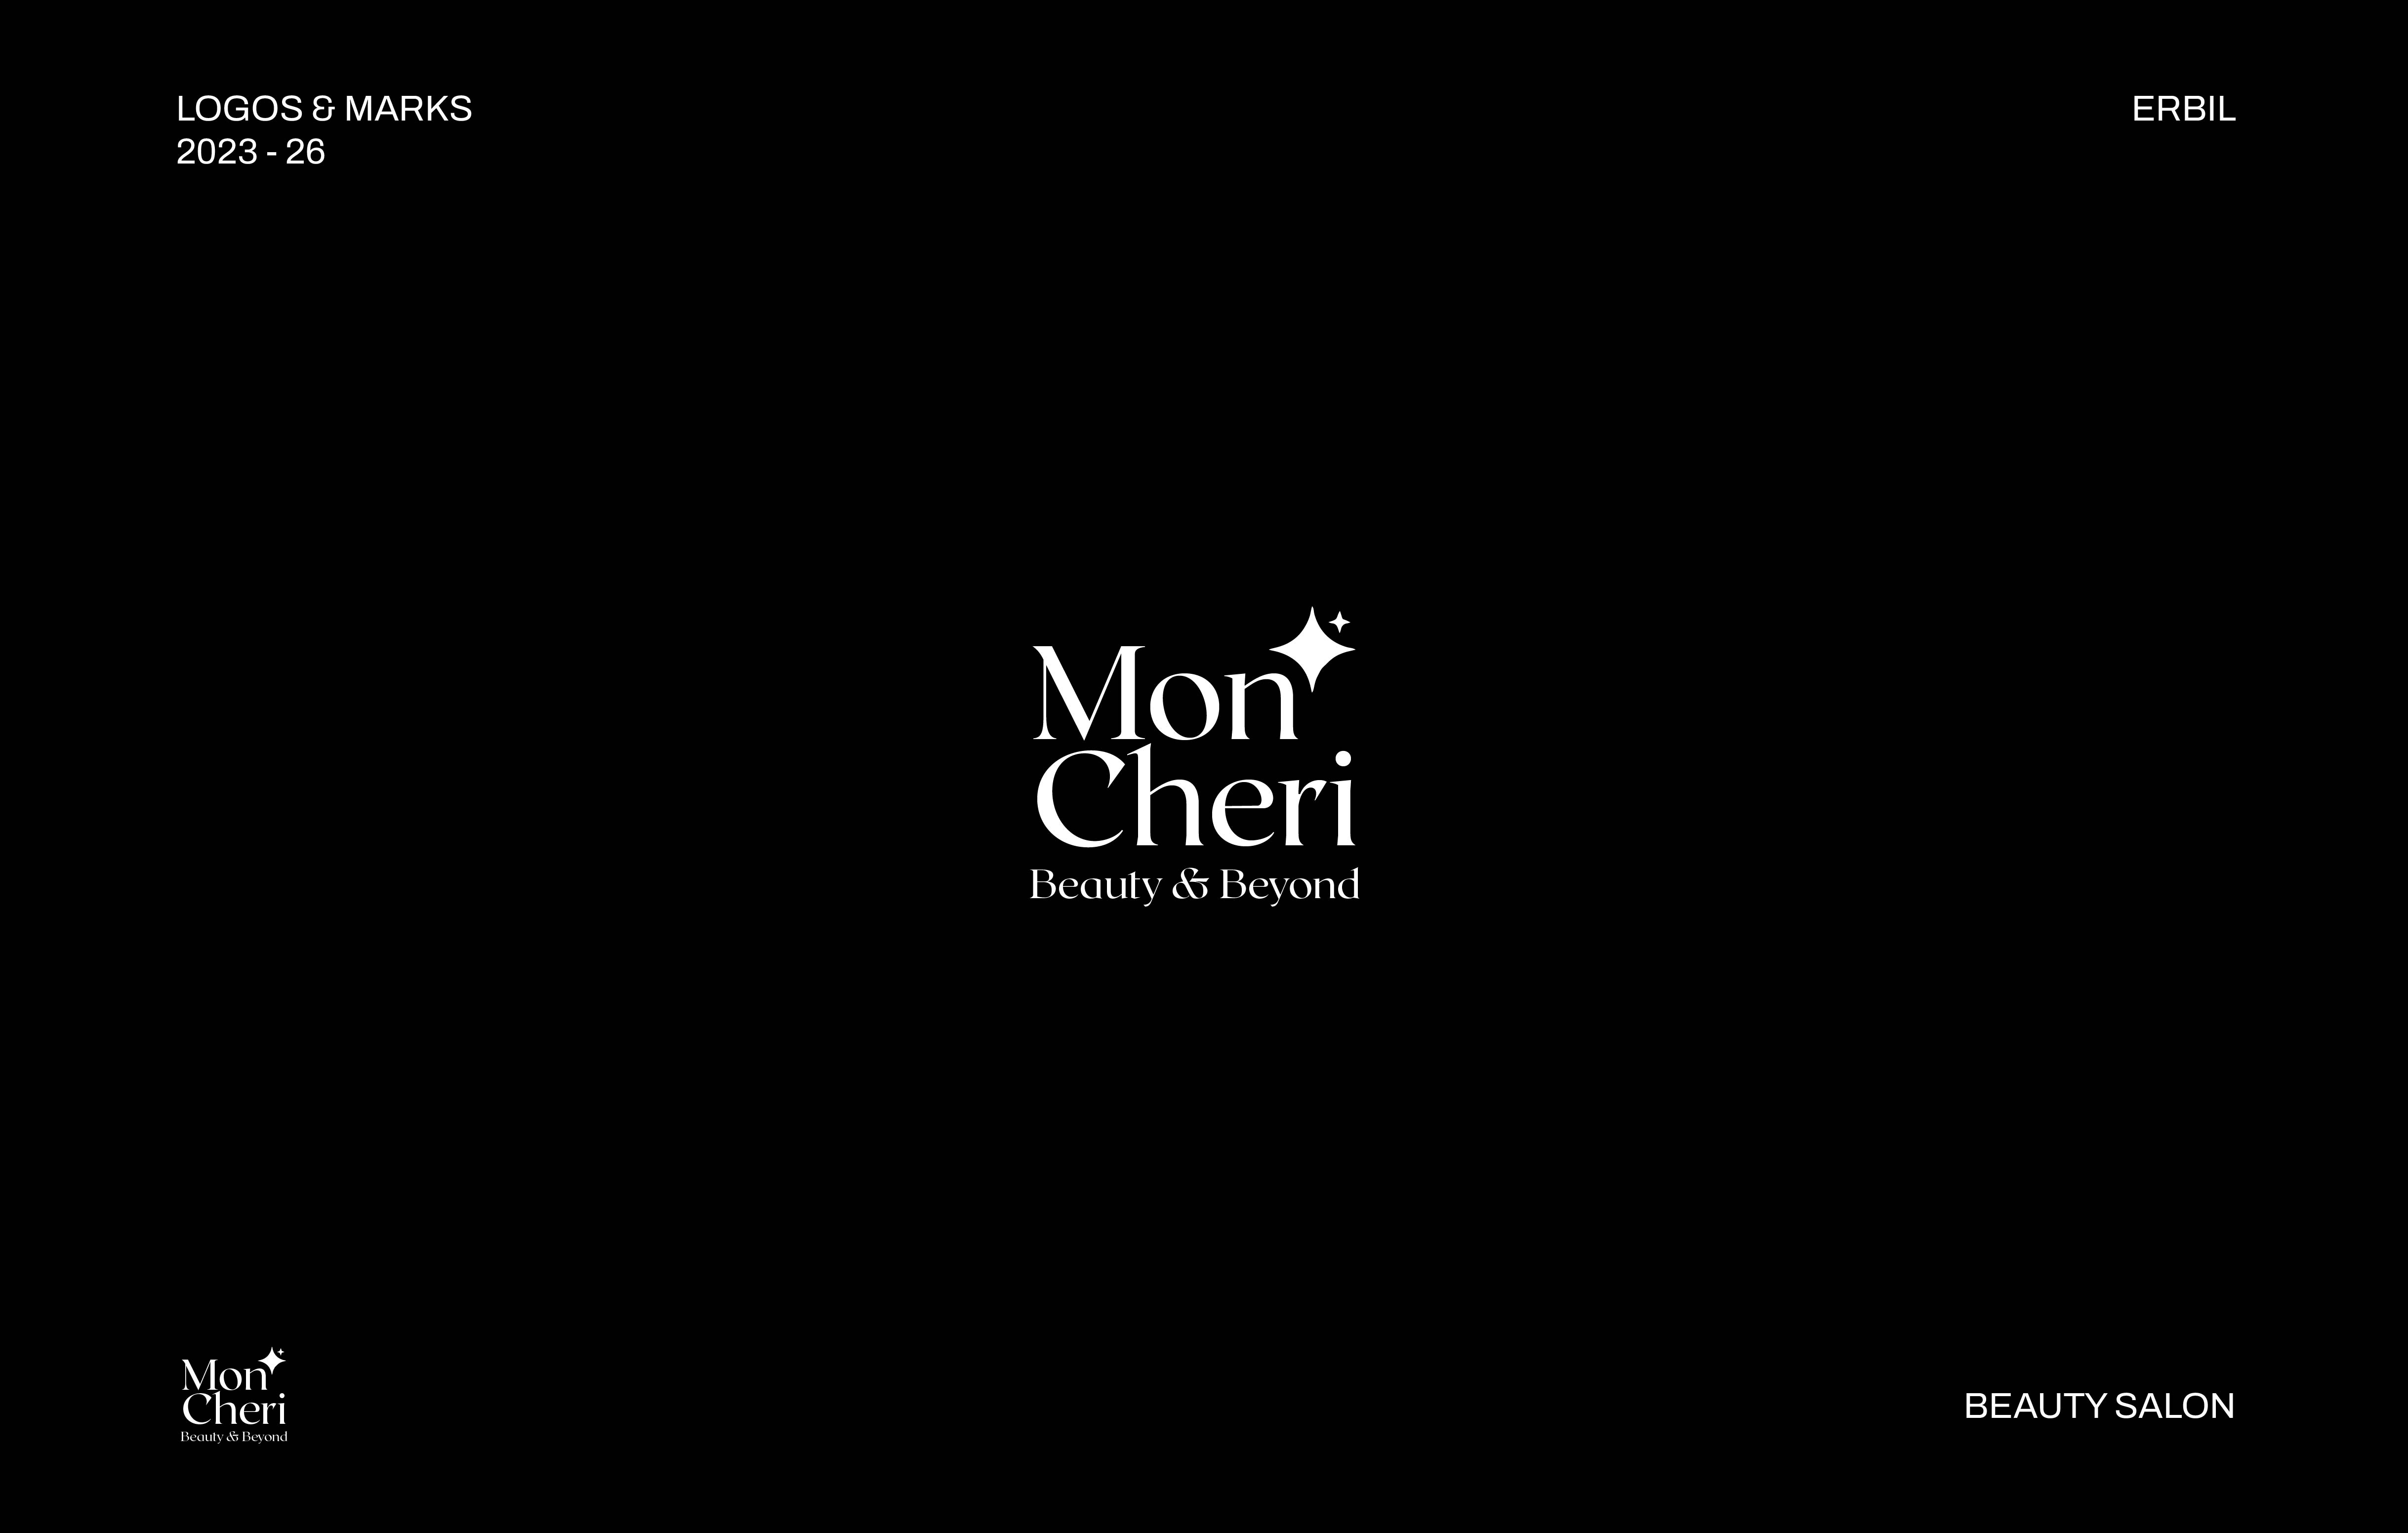 LOGOS & MARKS
2023 - 26
ERBIL
Mon
Cheri
Beauty & Beyond
Mon
Cheri
Beauty & Beyond
BEAUTY SALON